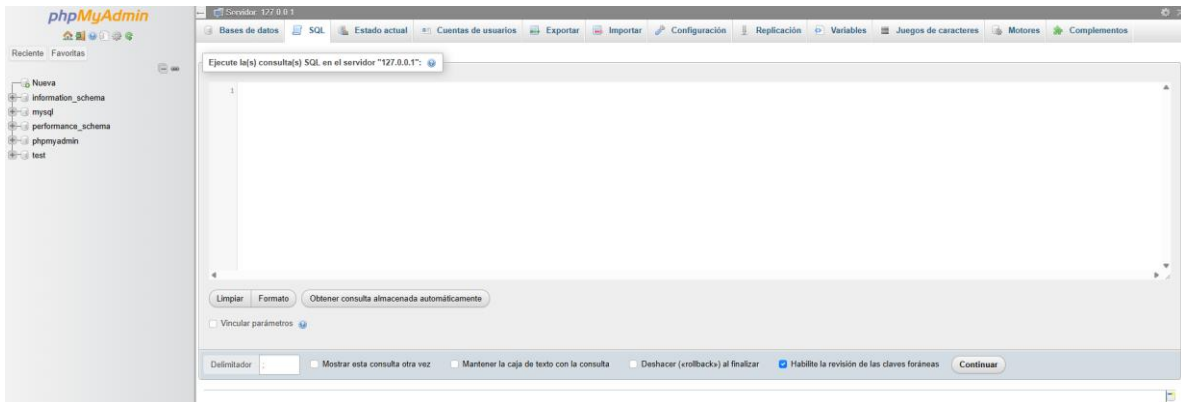 phpMyAdmin
Reciente Favoritas
Nueva
information_schema
mysql
performance_schema
phpmyadmin
test
Servidor: 127.0.0.1
Bases de datos SQL Estado actual Cuentas de usuarios Exportar Importar Configuración Replicación Variables Juegos de caracteres Motores Complementos
Ejecute la(s) consulta(s) SQL en el servidor "127.0.0.1":
1
Limpiar Formato Obtener consulta almacenada automáticamente
Vincular parámetros
Delimitador ; Mostrar esta consulta otra vez Mantener la caja de texto con la consulta Deshacer («rollback») al finalizar Habilite la revisión de las claves foráneas Continuar